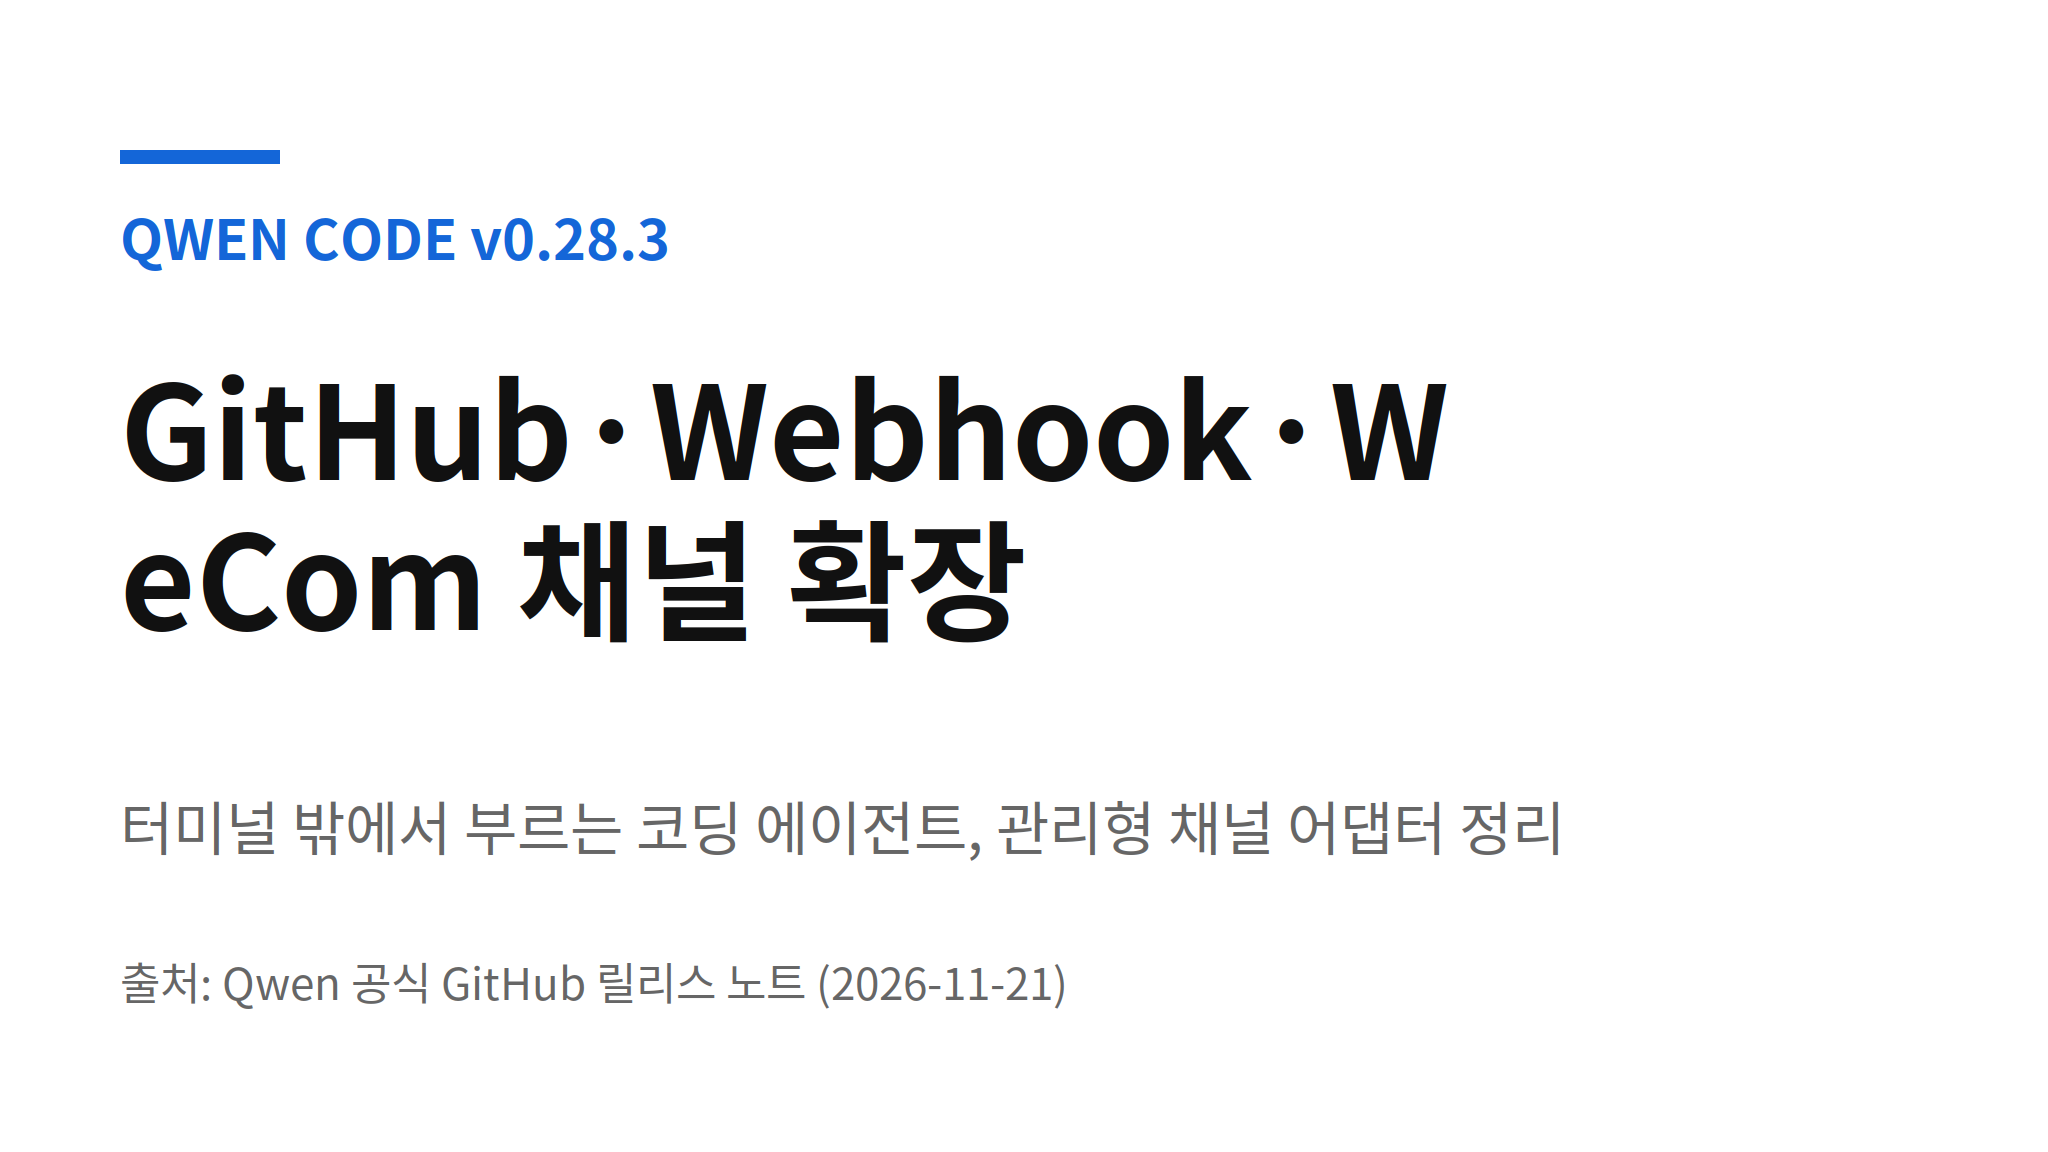 QWEN CODE v0.28.3
GitHub·Webhook·W
eCom 채널 확장
터미널 밖에서 부르는 코딩 에이전트, 관리형 채널 어댑터 정리
출처: Qwen 공식 GitHub 릴리스 노트 (2026-11-21)